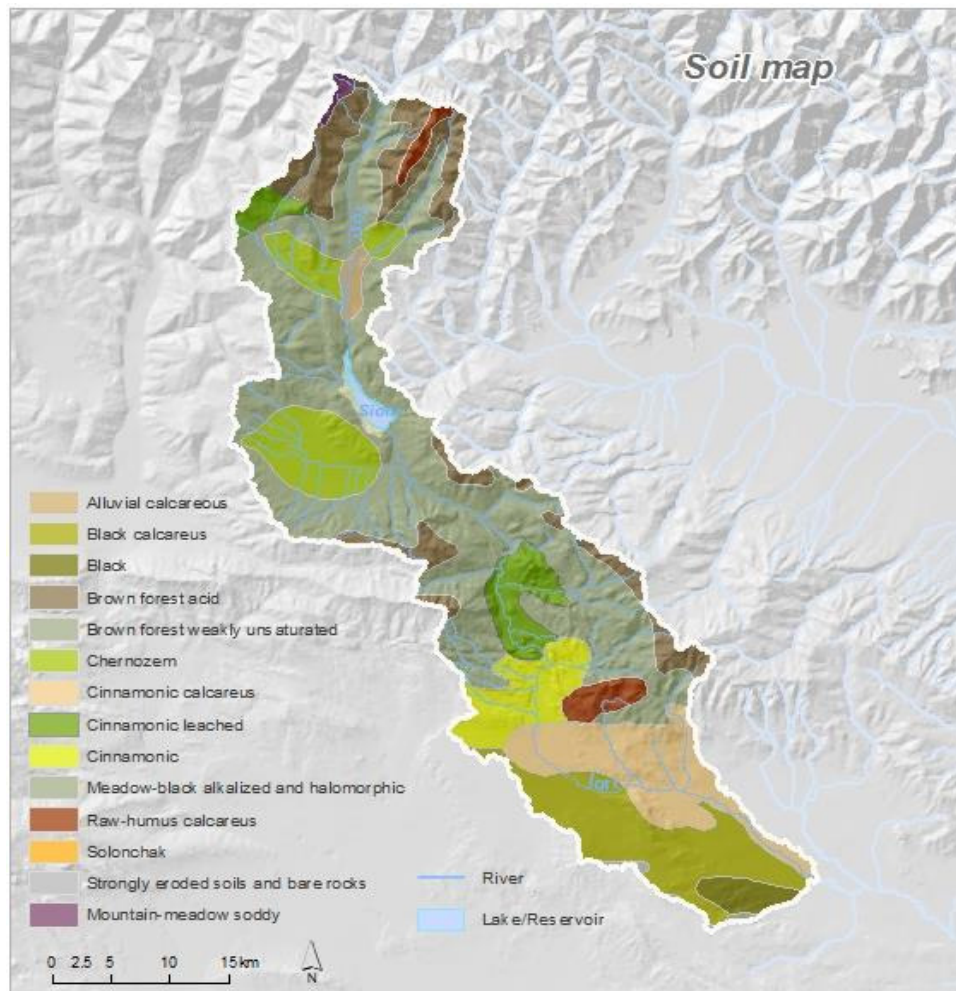 Soil map
Alluvial calcareous
Black calcareus
Black
Brown forest acid
Brown forest weakly unsaturated
Chernozem
Cinnamonic calcareus
Cinnamonic leached
Cinnamonic
Meadow-black alkalized and halomorphic
Raw-humus calcareus
Solonchak
Strongly eroded soils and bare rocks
Mountain-meadow soddy
River
Lake/Reservoir
0 2.5 5 10 15 km
N